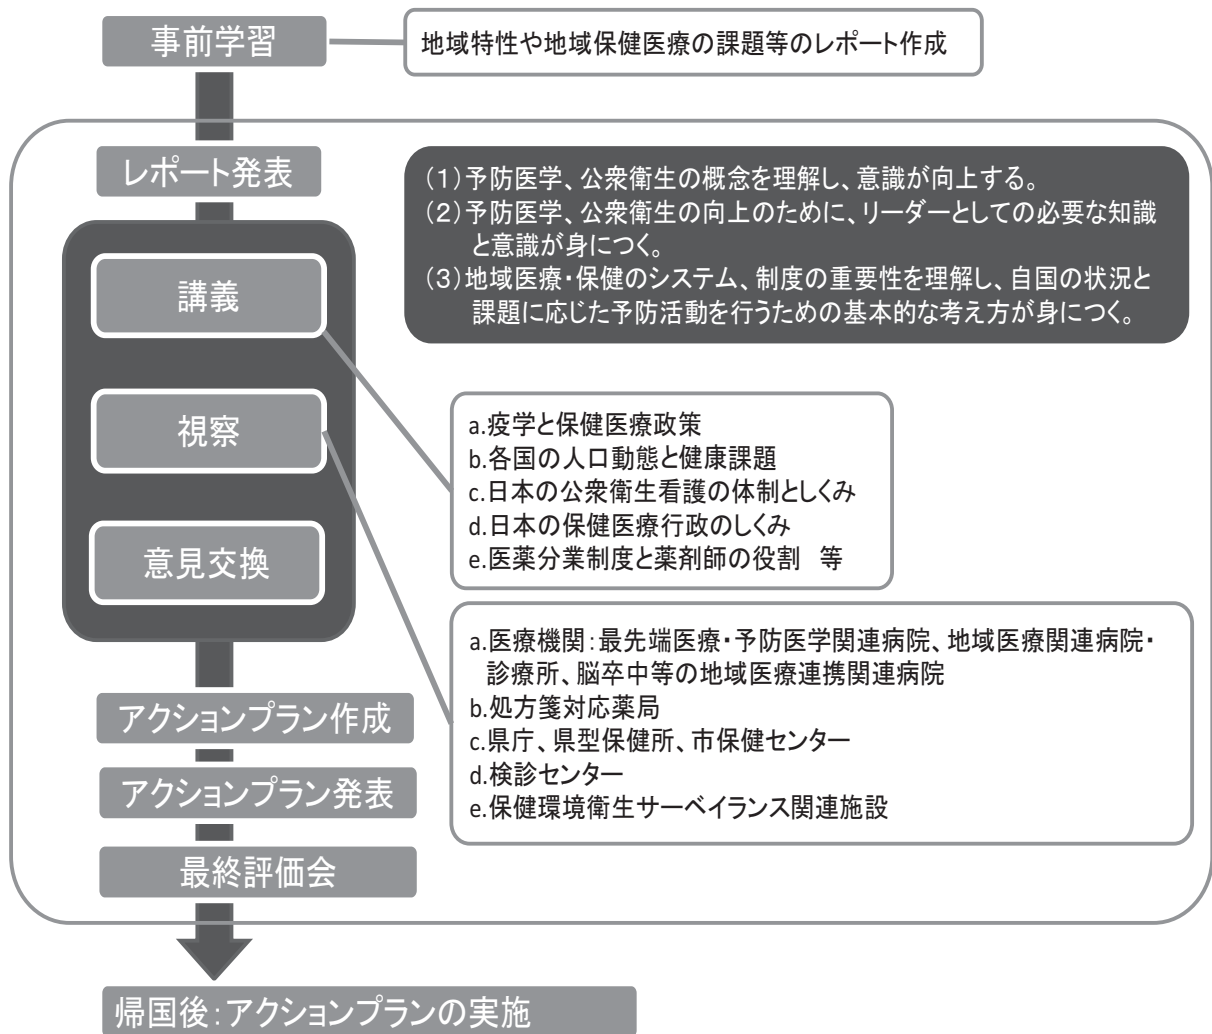 事前学習
地域特性や地域保健医療の課題等のレポート作成
レポート発表
(1)予防医学、公衆衛生の概念を理解し、意識が向上する。
(2)予防医学、公衆衛生の向上のために、リーダーとしての必要な知識
と意識が身につく。
(3)地域医療・保健のシステム、制度の重要性を理解し、自国の状況と
課題に応じた予防活動を行うための基本的な考え方が身につく。
講義
視察
意見交換
a.疫学と保健医療政策
b.各国の人口動態と健康課題
c.日本の公衆衛生看護の体制としくみ
d.日本の保健医療行政のしくみ
e.医薬分業制度と薬剤師の役割　等
a.医療機関:最先端医療・予防医学関連病院、地域医療関連病院・
診療所、脳卒中等の地域医療連携関連病院
b.処方箋対応薬局
c.県庁、県型保健所、市保健センター
d.検診センター
e.保健環境衛生サーベイランス関連施設
アクションプラン作成
アクションプラン発表
最終評価会
帰国後:アクションプランの実施